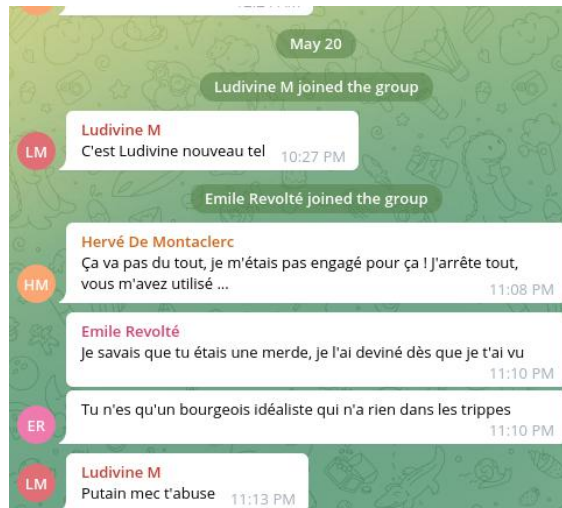 May 20
Ludivine M joined the group
Ludivine M
LM
C'est Ludivine nouveau tel 10:27 PM
Emile Revolté joined the group
Hervé De Montaclerc
Ça va pas du tout, je m'étais pas engagé pour ça ! J'arrête tout,
HM
vous m'avez utilisé ... 11:08 PM
Emile Revolté
Je savais que tu étais une merde, je l'ai deviné dès que je t'ai vu
11:10 PM
Tu n'es qu'un bourgeois idéaliste qui n'a rien dans les trippes
ER
11:10 PM
Ludivine M
LM
Putain mec t'abuse 11:13 PM